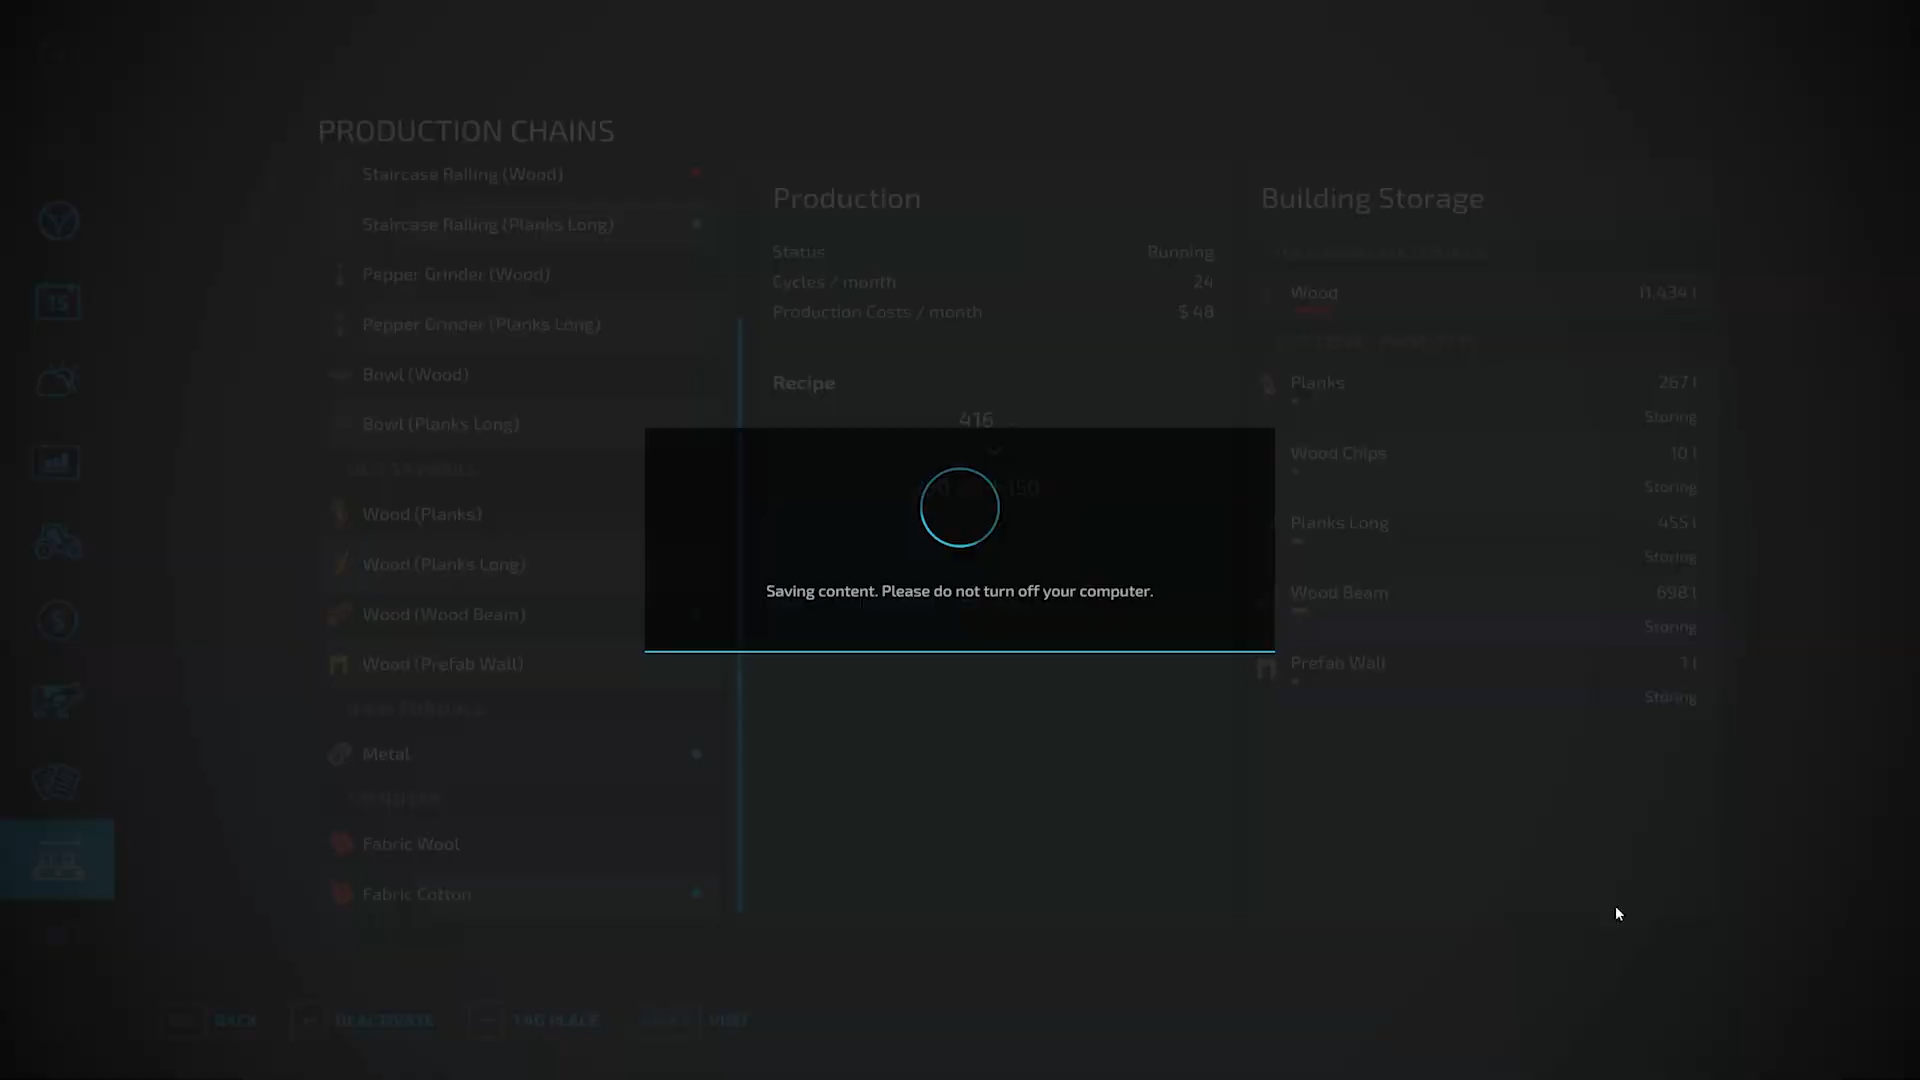 PRODUCTION CHAINS
Staircase Railing (Wood)
Staircase Railing (Planks Long)
Pepper Grinder (Wood)
Pepper Grinder (Planks Long)
Bowl (Wood)
Bowl (Planks Long)
Wood (Planks)
Wood (Planks Long)
Wood (Wood Beam)
Wood (Prefab Wall)
Metal
Fabric Wool
Fabric Cotton
15
Production
Status Running
Cycles / month 24
Production Costs / month $ 48
Recipe
416
150
Saving content. Please do not turn off your computer.
Building Storage
Wood 11,434 l
Planks 267 l
Storing
Wood Chips 10 l
Storing
Planks Long 455 l
Storing
Wood Beam 698 l
Storing
Prefab Wall
Storing
BACK
DEACTIVATE
TAG PLACE
VISIT